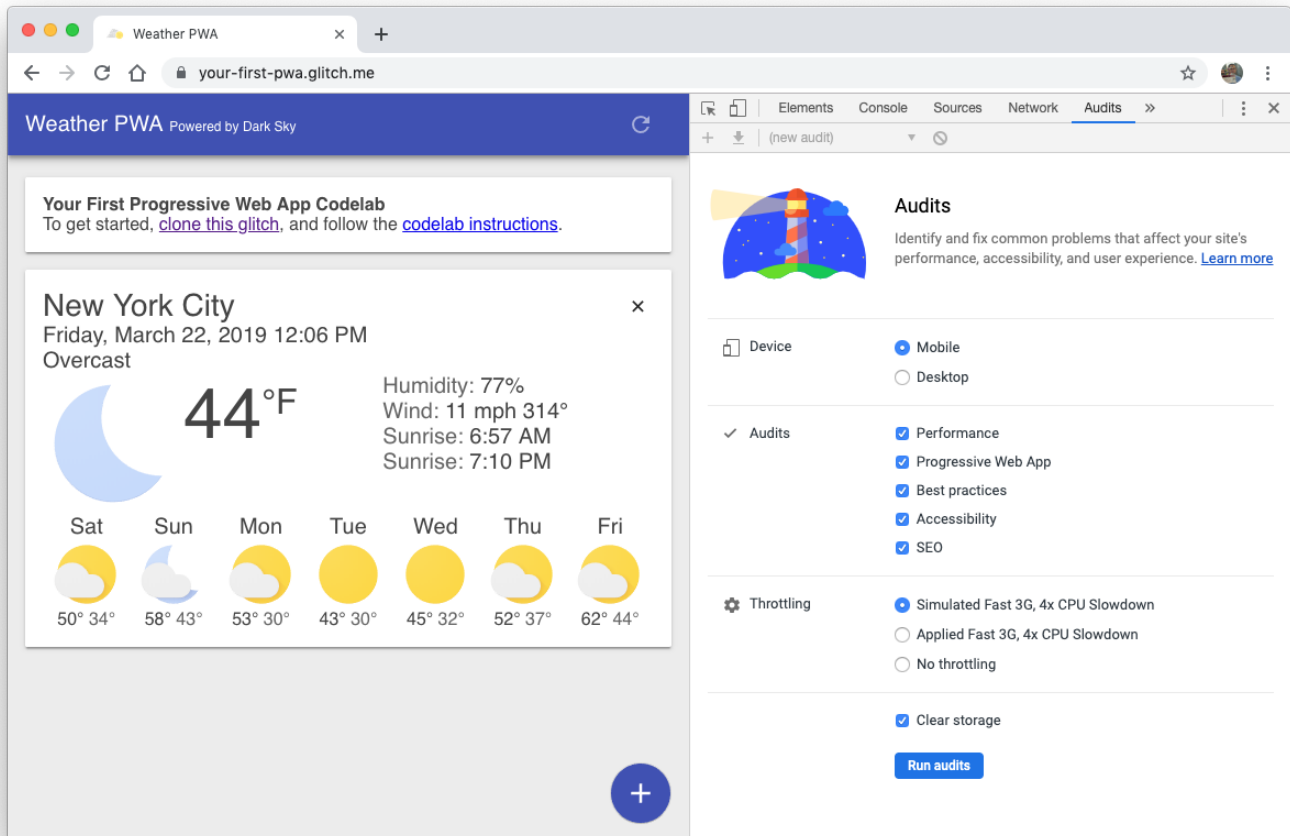 Weather PWA
your-first-pwa.glitch.me
Weather PWA Powered by Dark Sky
Your First Progressive Web App Codelab
To get started, clone this glitch, and follow the codelab instructions.
New York City
Friday, March 22, 2019 12:06 PM
Overcast
44°F
Humidity: 77%
Wind: 11 mph 314°
Sunrise: 6:57 AM
Sunrise: 7:10 PM
Sat Sun Mon Tue Wed Thu Fri
50° 34° 58° 43° 53° 30° 43° 30° 45° 32° 52° 37° 62° 44°
Elements Console Sources Network Audits
(new audit)
Audits
Identify and fix common problems that affect your site's
performance, accessibility, and user experience. Learn more
Device
Mobile
Desktop
Audits
Performance
Progressive Web App
Best practices
Accessibility
SEO
Throttling
Simulated Fast 3G, 4x CPU Slowdown
Applied Fast 3G, 4x CPU Slowdown
No throttling
Clear storage
Run audits